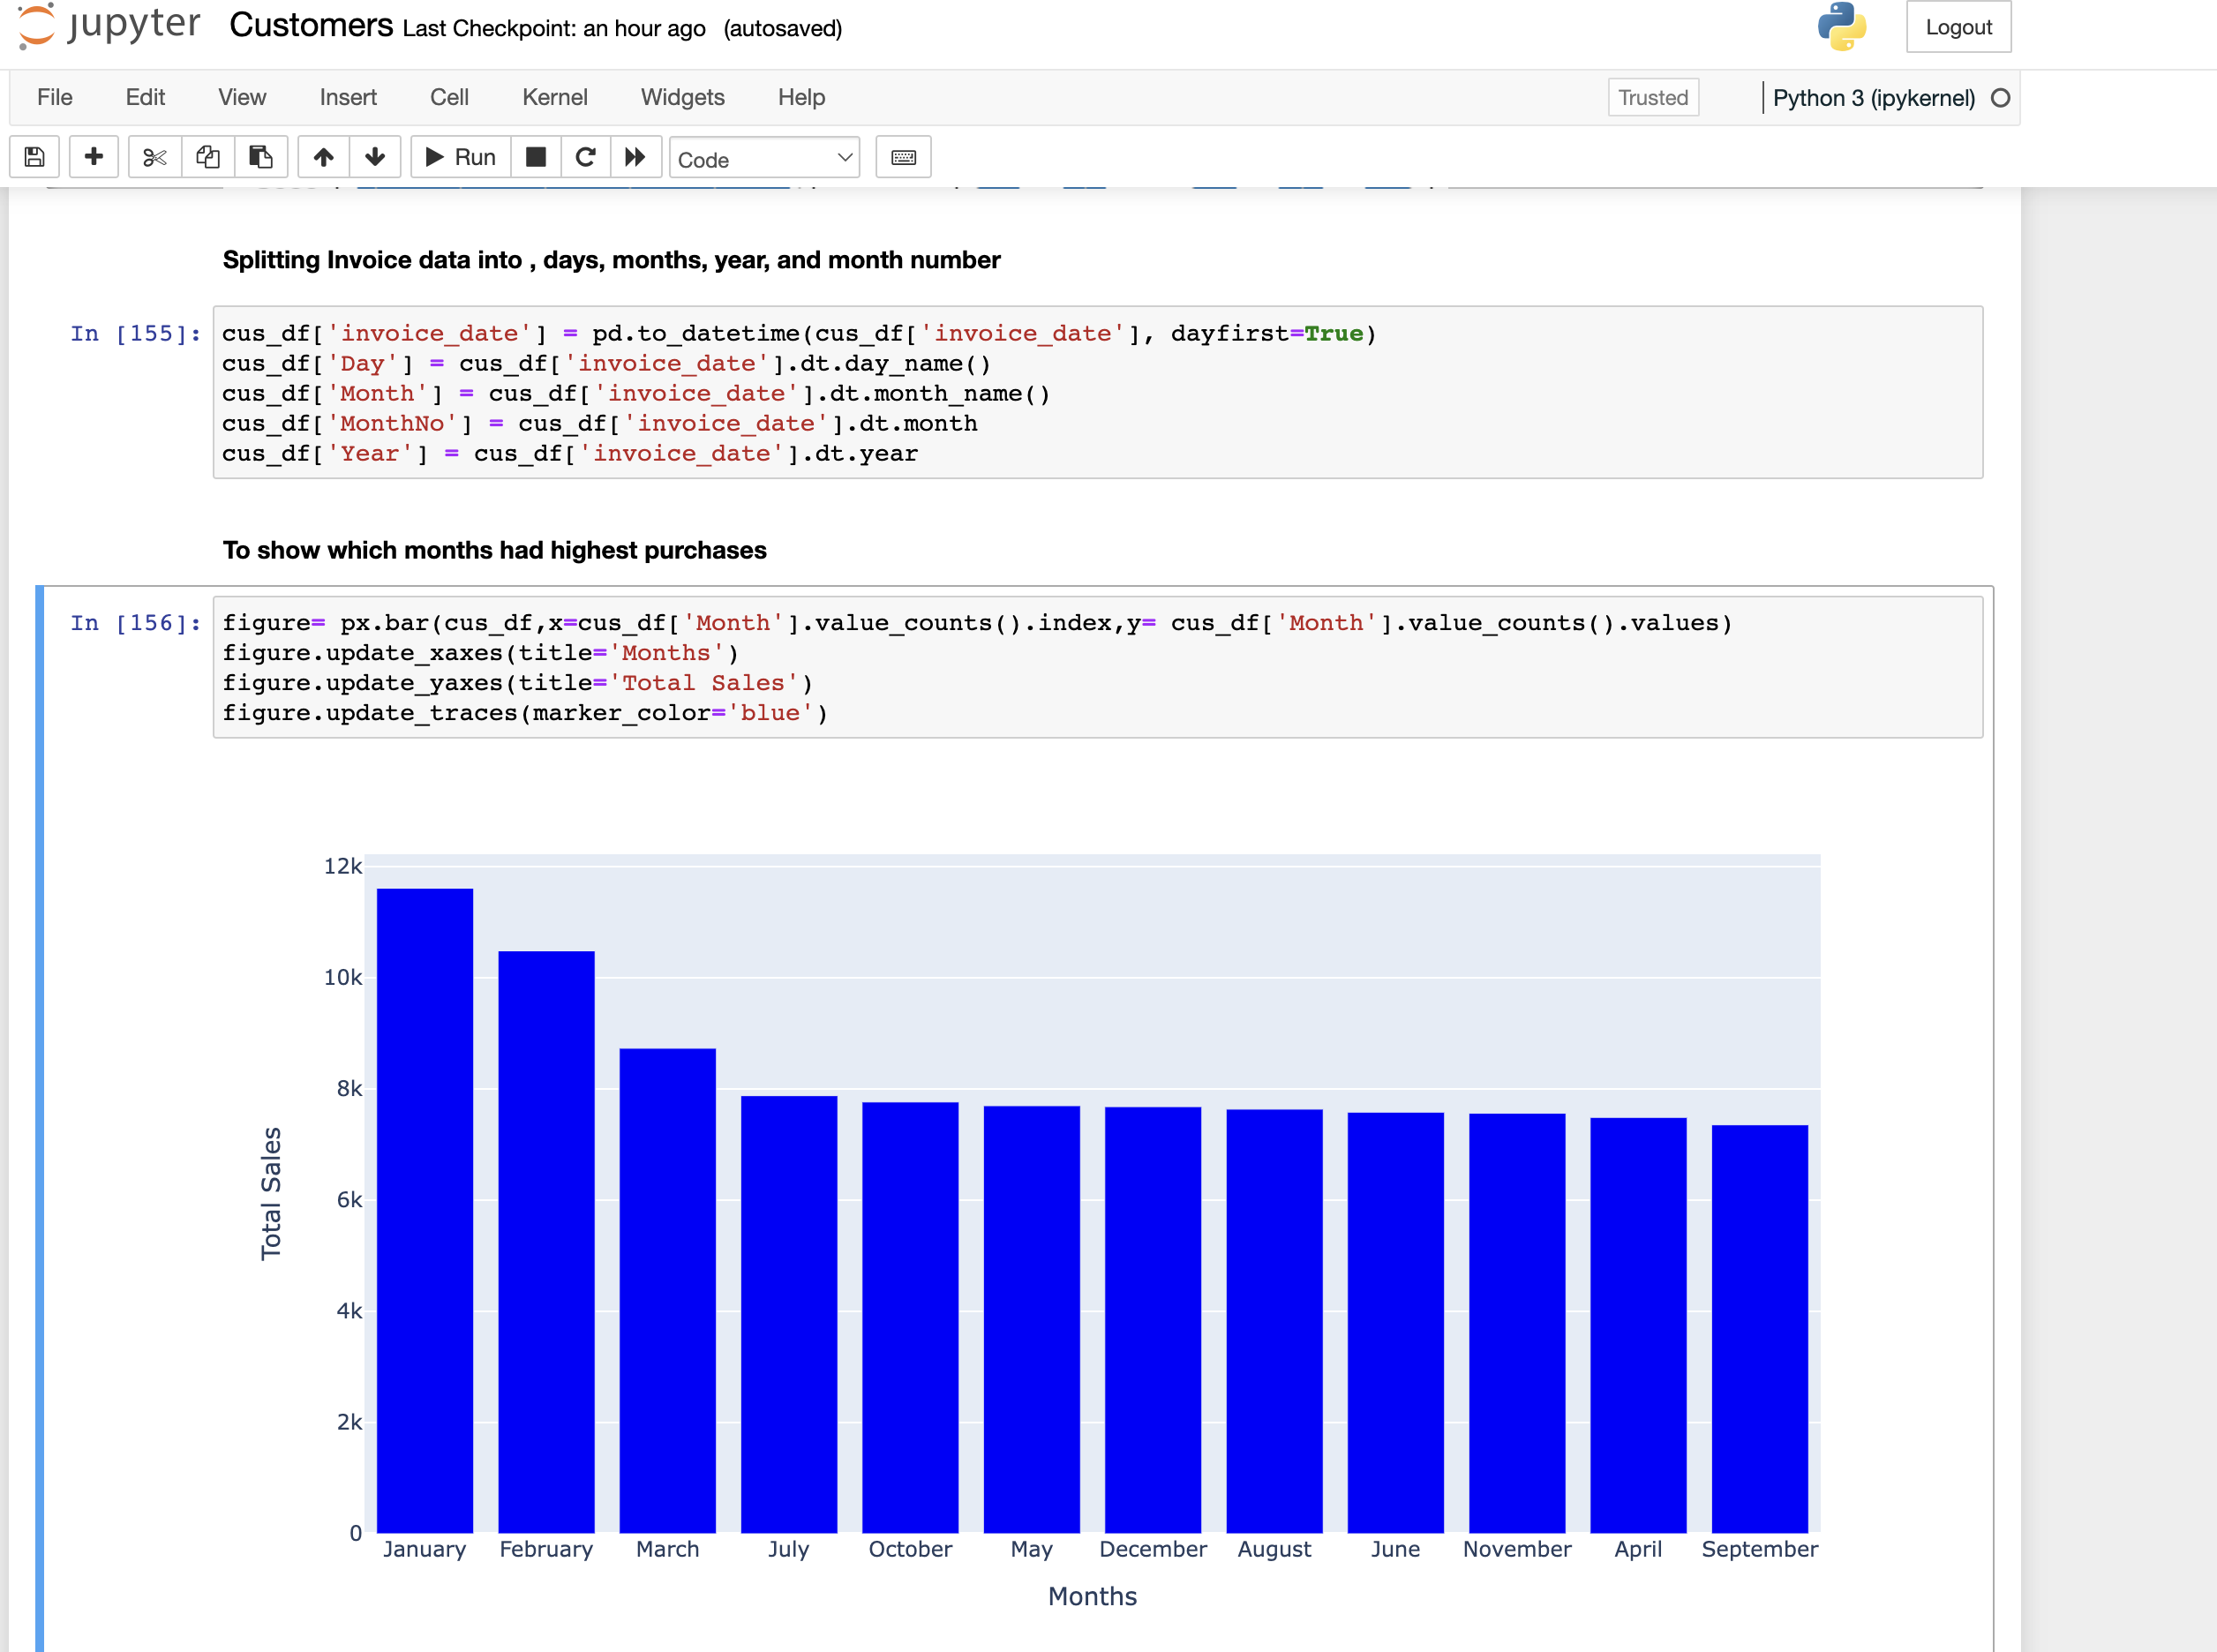 jupyter Customers Last Checkpoint: an hour ago (autosaved)
Logout
File Edit View Insert Cell Kernel Widgets Help
Trusted
Python 3 (ipykernel)
Run
Code
Splitting Invoice data into , days, months, year, and month number
In [155]:
cus_df['invoice_date'] = pd.to_datetime(cus_df['invoice_date'], dayfirst=True)
cus_df['Day'] = cus_df['invoice_date'].dt.day_name()
cus_df['Month'] = cus_df['invoice_date'].dt.month_name()
cus_df['MonthNo'] = cus_df['invoice_date'].dt.month
cus_df['Year'] = cus_df['invoice_date'].dt.year
To show which months had highest purchases
In [156]:
figure= px.bar(cus_df,x=cus_df['Month'].value_counts().index,y= cus_df['Month'].value_counts().values)
figure.update_xaxes(title='Months')
figure.update_yaxes(title='Total Sales')
figure.update_traces(marker_color='blue')
12k
10k
8k
6k
4k
2k
0
Total Sales
January February March July October May December August June November April September
Months